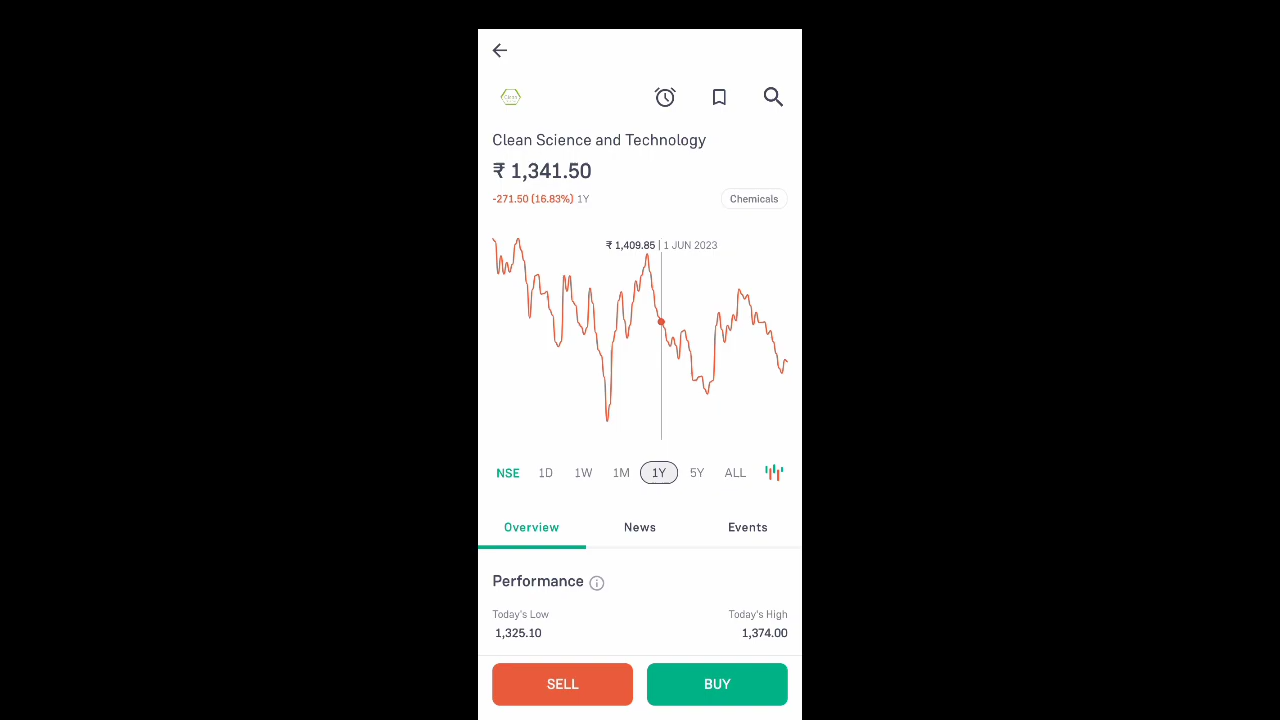 Clean
Clean Science and Technology
₹ 1,341.50
-271.50 (16.83%) 1Y
Chemicals
₹ 1,409.85 | 1 JUN 2023
NSE 1D 1W 1M 1Y 5Y ALL
Overview News Events
Performance
Today's Low Today's High
1,325.10 1,374.00
SELL BUY